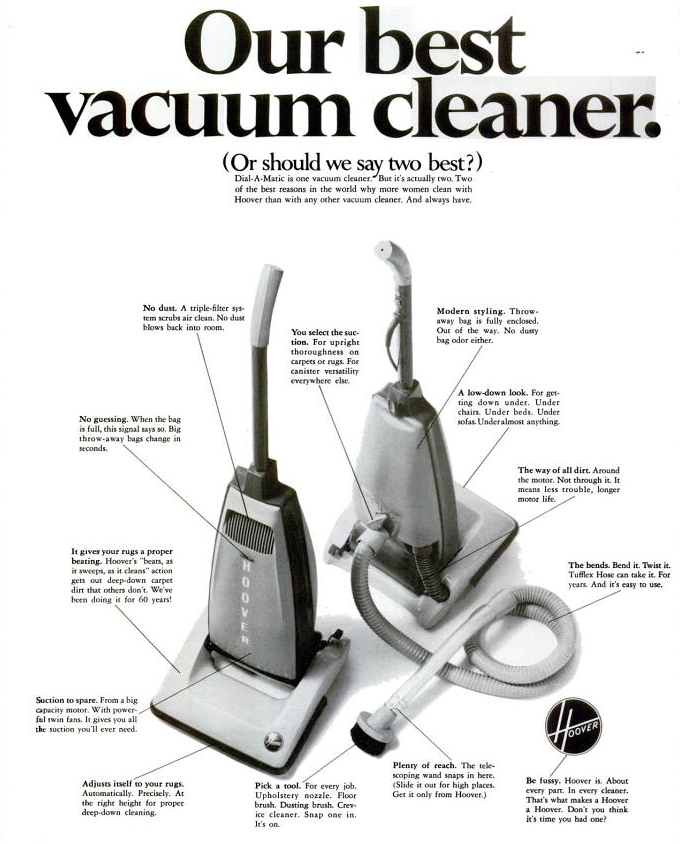 Our best
vacuum cleaner.
(Or should we say two best?)
Dial-A-Matic is one vacuum cleaner. But it's actually two. Two
of the best reasons in the world why more women clean with
Hoover than with any other vacuum cleaner. And always have.
No dust. A triple-filter sys-
tem scrubs air clean. No dust
blows back into room.
You select the suc-
tion. For upright
thoroughness on
carpets or rugs. For
canister versatility
everywhere else.
Modern styling. Throw-
away bag is fully enclosed.
Out of the way. No dusty
bag odor either.
A low-down look. For get-
ting down under. Under
chairs. Under beds. Under
sofas. Under almost anything.
No guessing. When the bag
is full, this signal says so. Big
throw-away bags change in
seconds.
The way of all dirt. Around
the motor. Not through it. It
means less trouble, longer
motor life.
It gives your rugs a proper
beating. Hoover's "beats, as
it sweeps, as it cleans" action
gets out deep-down carpet
dirt that others don't. We've
been doing it for 60 years!
The bends. Bend it. Twist it.
Tufflex Hose can take it. For
years. And it's easy to use.
HOOVER
Suction to spare. From a big
capacity motor. With power-
ful twin fans. It gives you all
the suction you'll ever need.
Hoover
HOOVER
Adjusts itself to your rugs.
Automatically. Precisely. At
the right height for proper
deep-down cleaning.
Pick a tool. For every job.
Upholstery nozzle. Floor
brush. Dusting brush. Crev-
ice cleaner. Snap one in.
It's on.
Plenty of reach. The tele-
scoping wand snaps in here.
(Slide it out for high places.
Get it only from Hoover.)
Be fussy. Hoover is. About
every part. In every cleaner.
That's what makes a Hoover
a Hoover. Don't you think
it's time you had one?